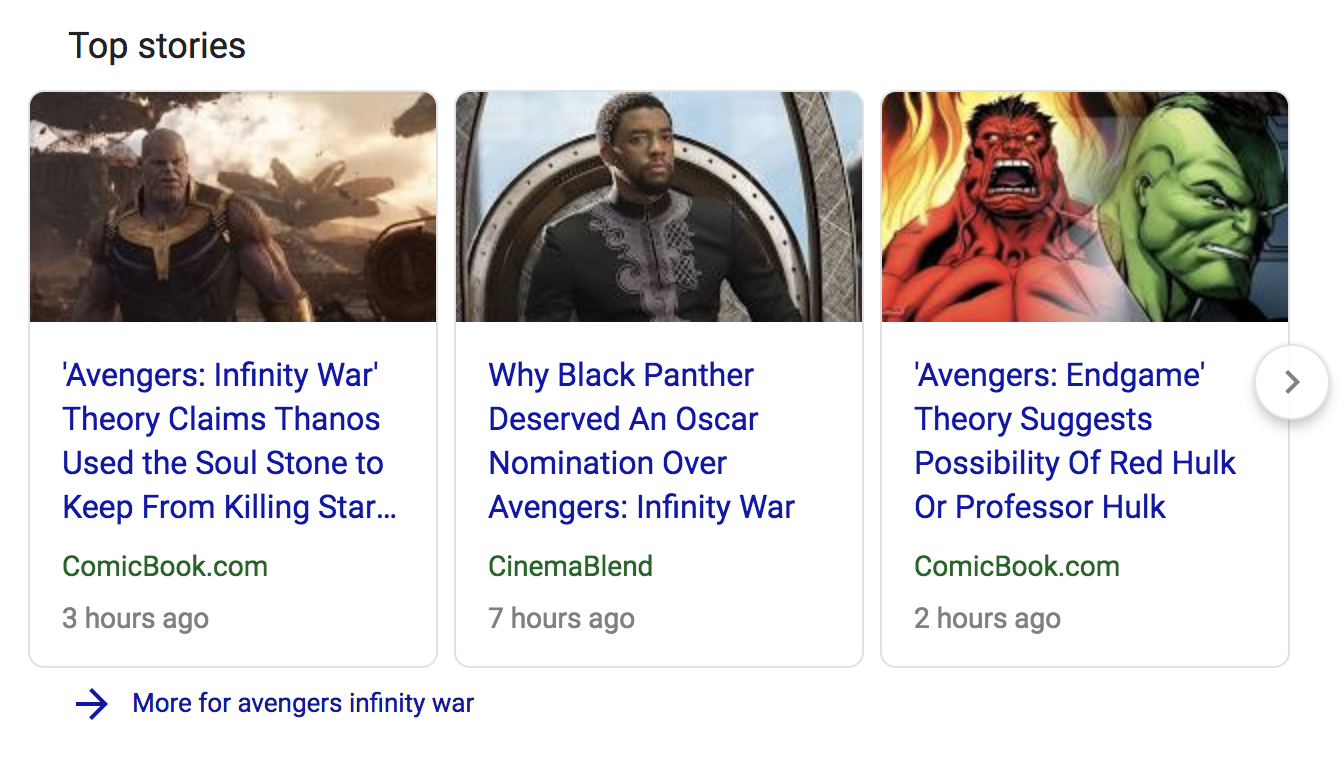 Top stories
'Avengers: Infinity War'
Theory Claims Thanos
Used the Soul Stone to
Keep From Killing Star...
ComicBook.com
3 hours ago
Why Black Panther
Deserved An Oscar
Nomination Over
Avengers: Infinity War
CinemaBlend
7 hours ago
'Avengers: Endgame'
Theory Suggests
Possibility Of Red Hulk
Or Professor Hulk
ComicBook.com
2 hours ago
More for avengers infinity war